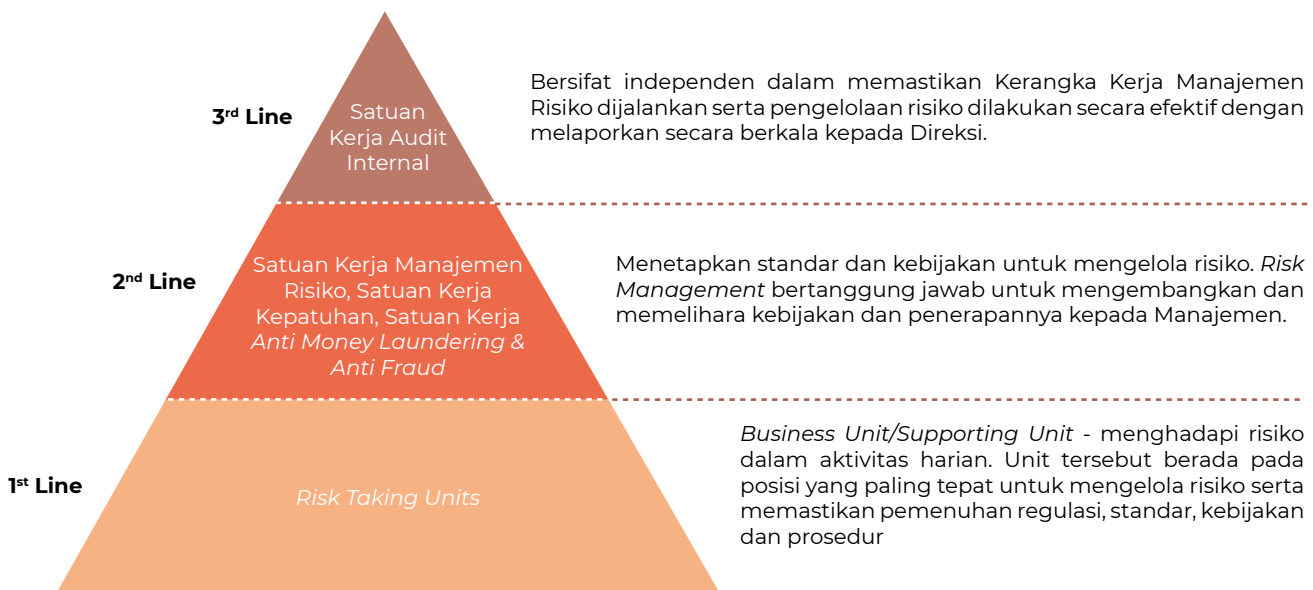 3rd Line
Satuan
Kerja Audit
Internal
Bersifat independen dalam memastikan Kerangka Kerja Manajemen
Risiko dijalankan serta pengelolaan risiko dilakukan secara efektif dengan
melaporkan secara berkala kepada Direksi.
2nd Line
Satuan Kerja Manajemen
Risiko, Satuan Kerja
Kepatuhan, Satuan Kerja
Anti Money Laundering &
Anti Fraud
Menetapkan standar dan kebijakan untuk mengelola risiko. Risk
Management bertanggung jawab untuk mengembangkan dan
memelihara kebijakan dan penerapannya kepada Manajemen.
1st Line
Risk Taking Units
Business Unit/Supporting Unit - menghadapi risiko
dalam aktivitas harian. Unit tersebut berada pada
posisi yang paling tepat untuk mengelola risiko serta
memastikan pemenuhan regulasi, standar, kebijakan
dan prosedur